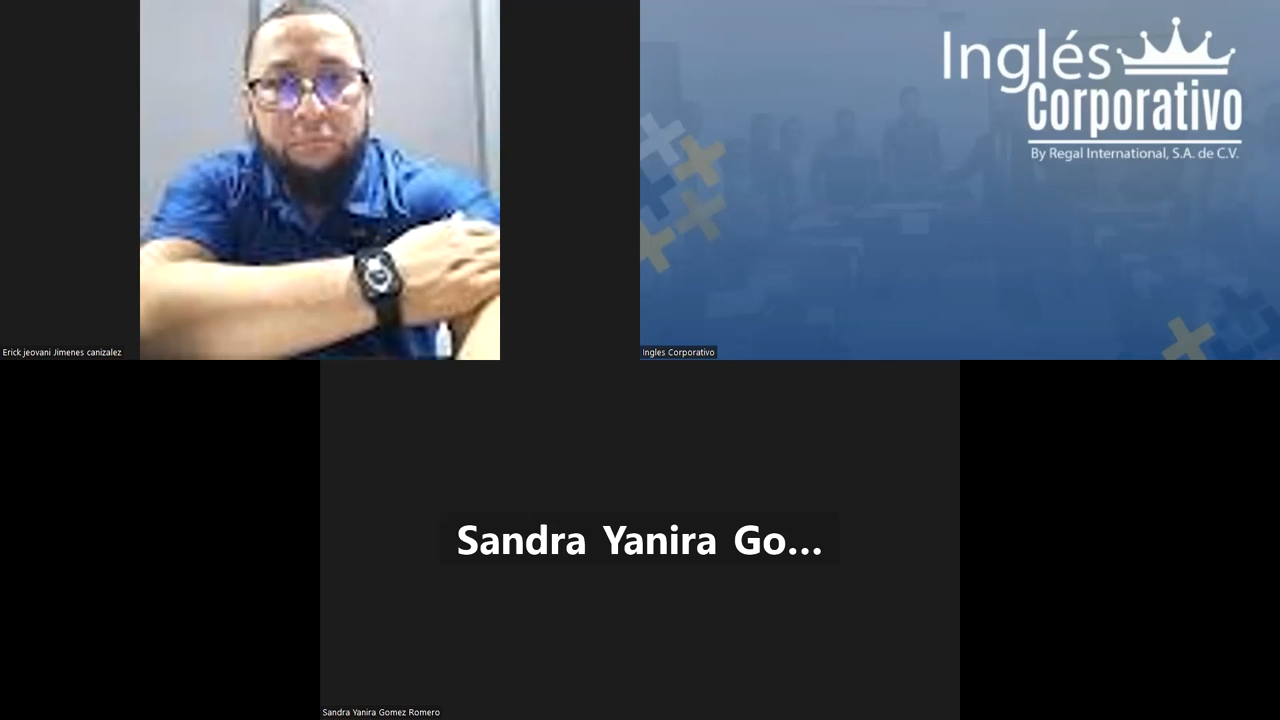 Inglés
Corporativo
By Regal International, S.A. de C.V.
Erick jeovani Jimenes canizalez
Ingles Corporativo
Sandra Yanira Go...
Sandra Yanira Gomez Romero